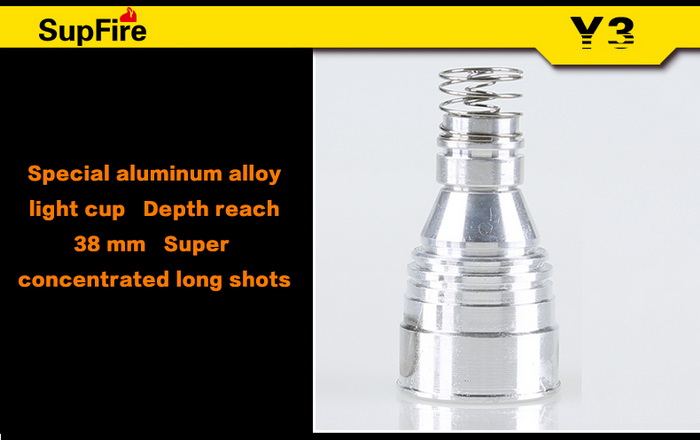 SupFire
Y3
Special aluminum alloy
light cup Depth reach
38 mm Super
concentrated long shots